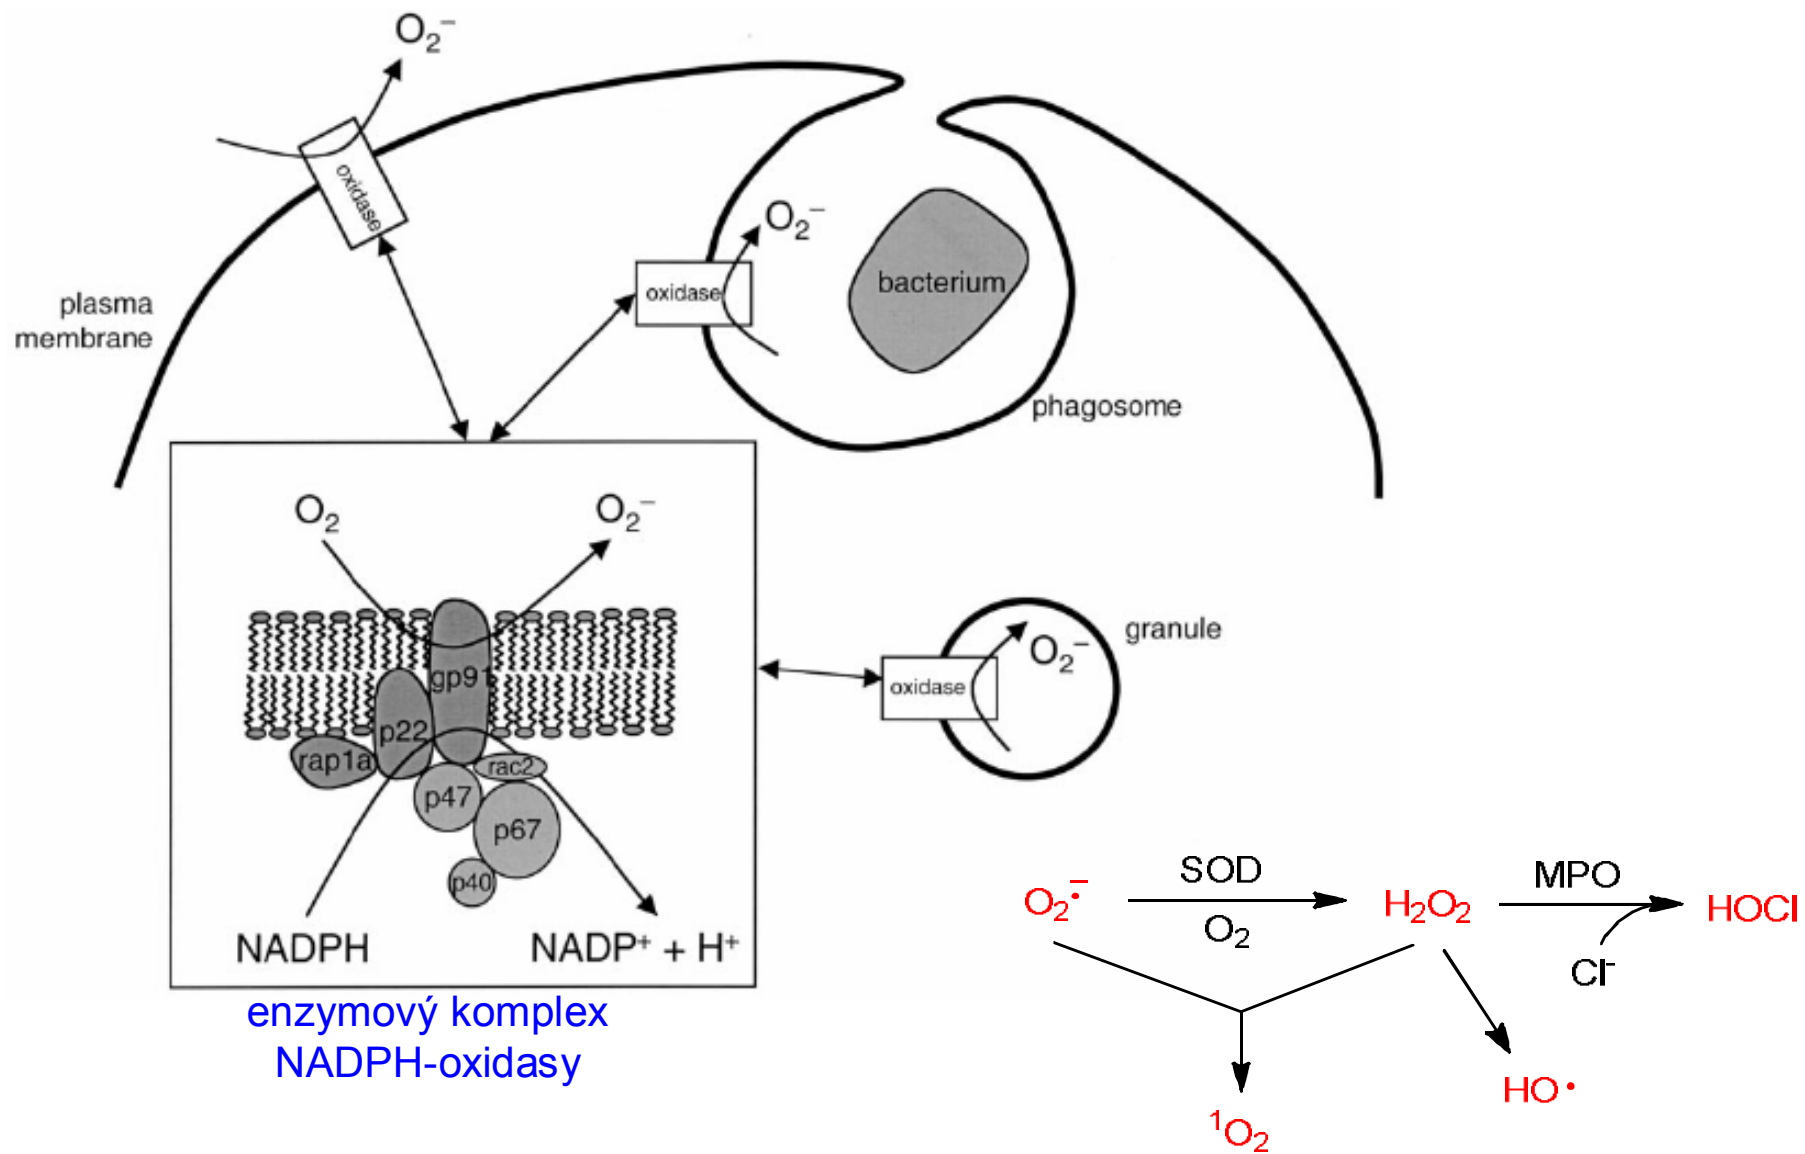 O₂⁻
oxidase
plasma
membrane
O₂⁻
oxidase
bacterium
phagosome
O₂
O₂⁻
gp91
p22
rap1a
rac2
p47
p67
p40
NADPH
NADP⁺ + H⁺
enzymový komplex
NADPH-oxidasy
granule
O₂⁻
oxidase
SOD
MPO
O₂•⁻
H₂O₂
HOCl
O₂
Cl⁻
HO•
¹O₂